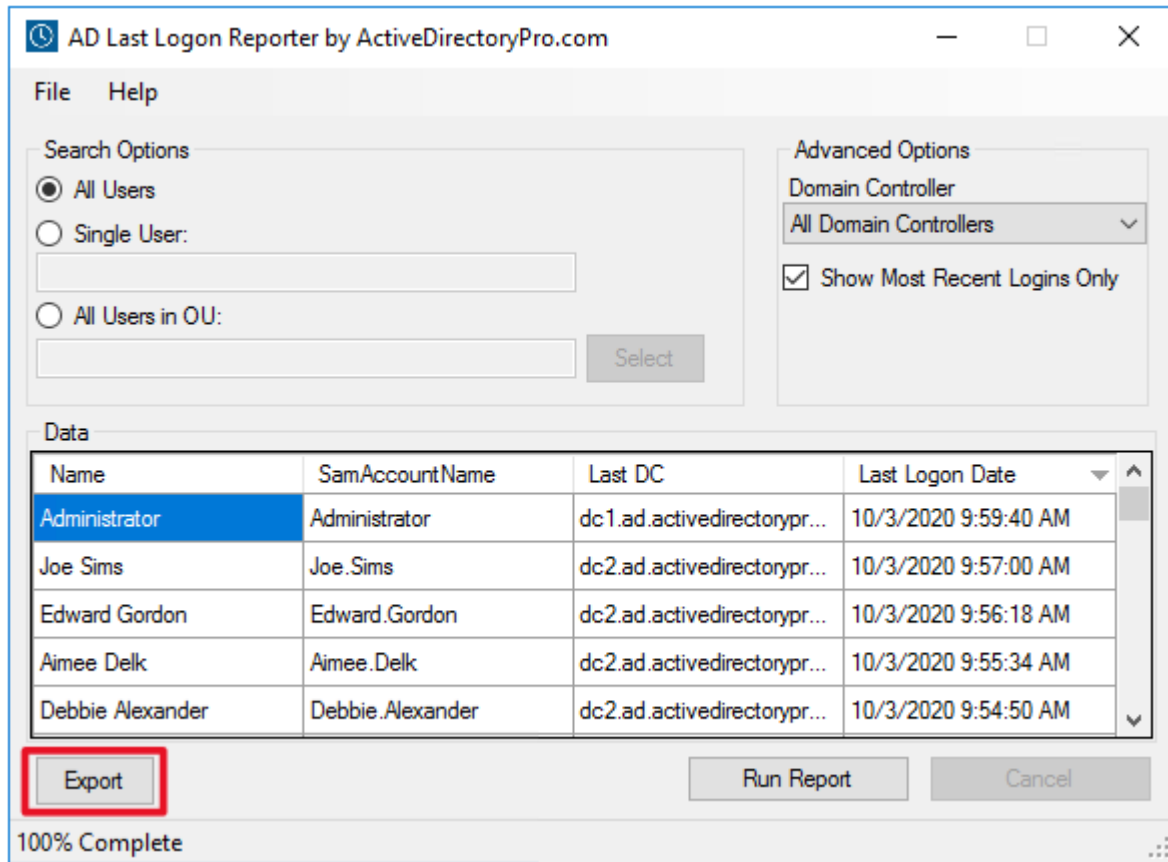 AD Last Logon Reporter by ActiveDirectoryPro.com
File Help
Search Options
All Users
Single User:
All Users in OU:
Select
Advanced Options
Domain Controller
All Domain Controllers
Show Most Recent Logins Only
Data
Name SamAccountName Last DC Last Logon Date
Administrator Administrator dc1.ad.activedirectorypr... 10/3/2020 9:59:40 AM
Joe Sims Joe.Sims dc2.ad.activedirectorypr... 10/3/2020 9:57:00 AM
Edward Gordon Edward.Gordon dc2.ad.activedirectorypr... 10/3/2020 9:56:18 AM
Aimee Delk Aimee.Delk dc2.ad.activedirectorypr... 10/3/2020 9:55:34 AM
Debbie Alexander Debbie.Alexander dc2.ad.activedirectorypr... 10/3/2020 9:54:50 AM
Export Run Report Cancel
100% Complete